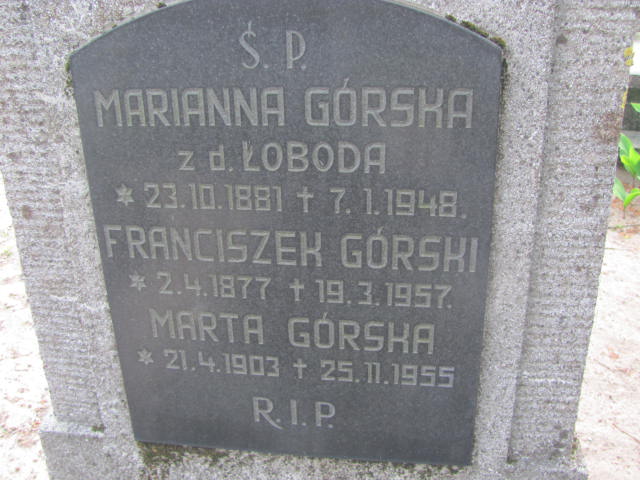 Ś. P.
MARIANNA GÓRSKA
z d. ŁOBODA
* 23.10.1881 † 7.1.1948.
FRANCISZEK GÓRSKI
* 2.4.1877 † 19.3.1957.
MARTA GÓRSKA
* 21.4.1903 † 25.11.1955
R.I.P.